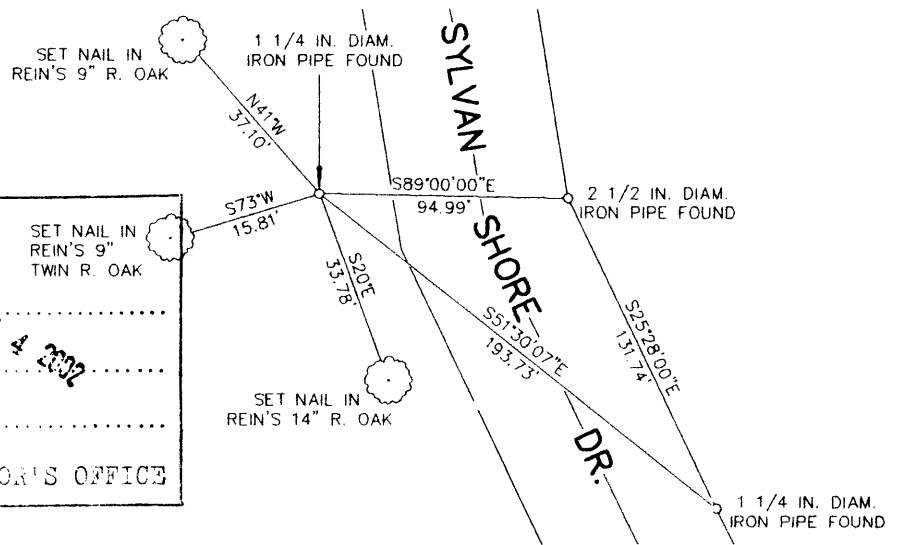 SET NAIL IN
REIN'S 9" R. OAK
1 1/4 IN. DIAM.
IRON PIPE FOUND
SYLVAN
SHORE
DR.
N41°W
37.10'
S89°00'00"E
94.99'
2 1/2 IN. DIAM.
IRON PIPE FOUND
S73°W
15.81'
SET NAIL IN
REIN'S 9"
TWIN R. OAK
S20°E
33.78'
S51°30'07"E
193.73'
S25°28'00"E
131.74'
4 2002
SET NAIL IN
REIN'S 14" R. OAK
OR'S OFFICE
1 1/4 IN. DIAM.
IRON PIPE FOUND